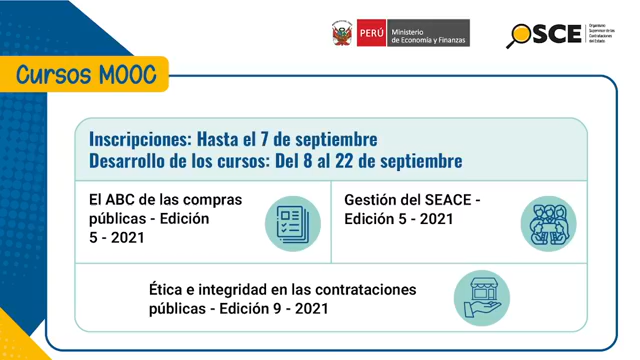 PERÚ
Ministerio
de Economía y Finanzas
OSCE
Organismo
Supervisor de las
Contrataciones
del Estado
Cursos MOOC
Inscripciones: Hasta el 7 de septiembre
Desarrollo de los cursos: Del 8 al 22 de septiembre
El ABC de las compras
públicas - Edición
5 - 2021
Gestión del SEACE -
Edición 5 - 2021
Ética e integridad en las contrataciones
públicas - Edición 9 - 2021